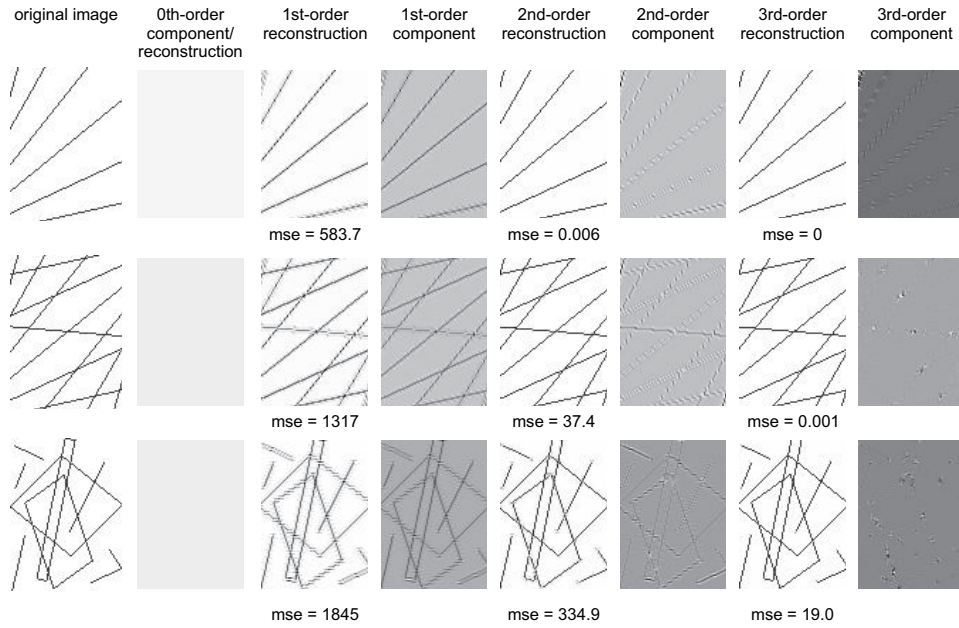 original image
0th-order
component/
reconstruction
1st-order
reconstruction
1st-order
component
2nd-order
reconstruction
2nd-order
component
3rd-order
reconstruction
3rd-order
component
mse = 583.7
mse = 0.006
mse = 0
mse = 1317
mse = 37.4
mse = 0.001
mse = 1845
mse = 334.9
mse = 19.0